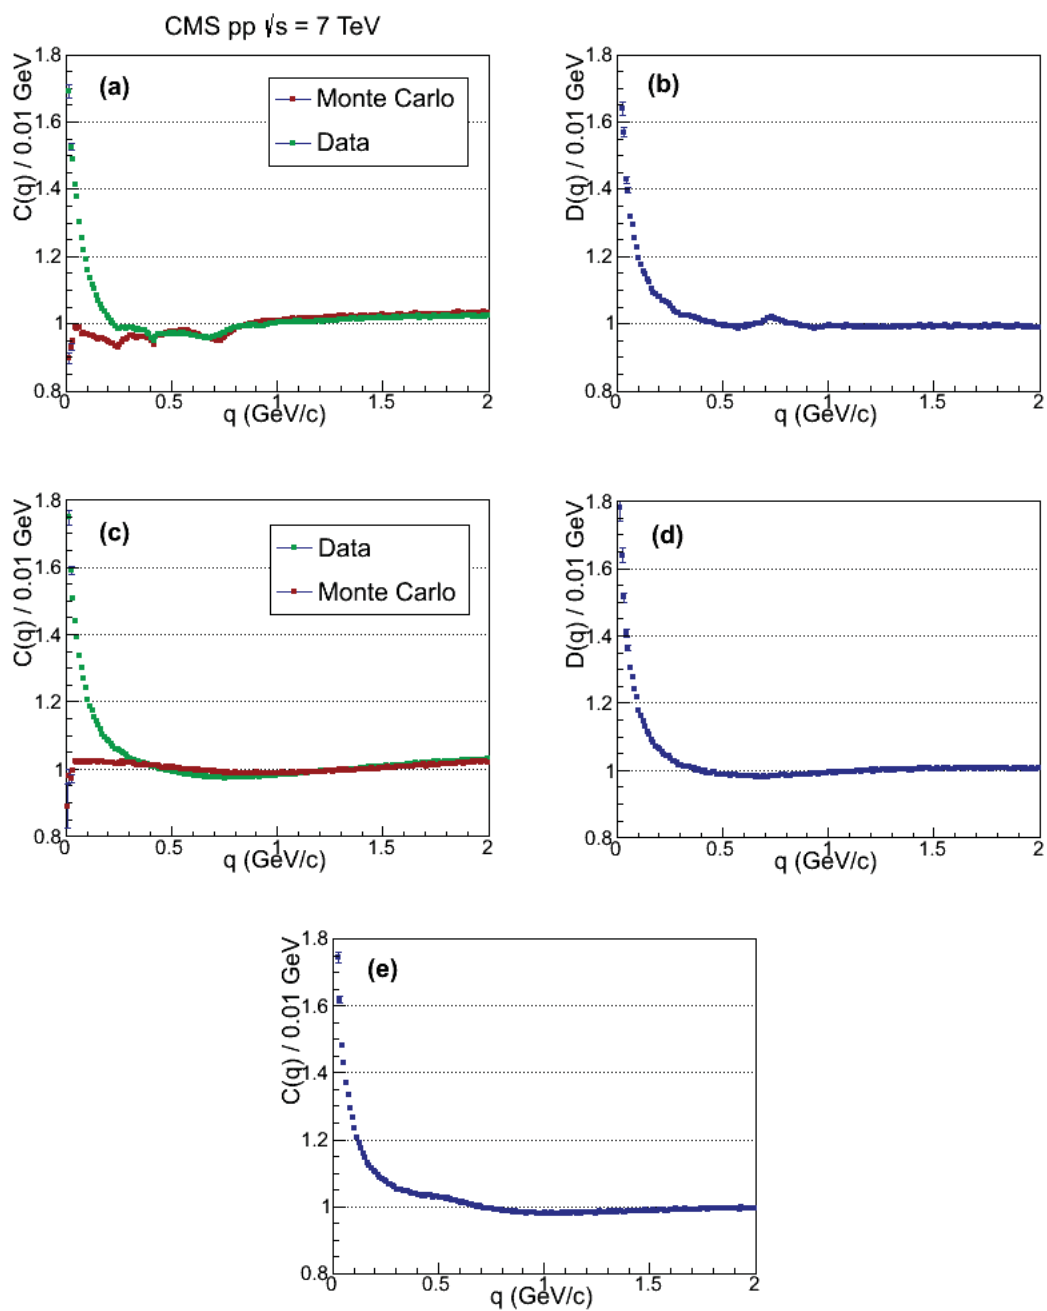 CMS pp √s = 7 TeV
C(q) / 0.01 GeV
1.8
1.6
1.4
1.2
1
0.8
(a)
Monte Carlo
Data
0
0.5
1
1.5
2
q (GeV/c)
D(q) / 0.01 GeV
1.8
1.6
1.4
1.2
1
0.8
(b)
0
0.5
1
1.5
2
q (GeV/c)
C(q) / 0.01 GeV
1.8
1.6
1.4
1.2
1
0.8
(c)
Data
Monte Carlo
0
0.5
1
1.5
2
q (GeV/c)
D(q) / 0.01 GeV
1.8
1.6
1.4
1.2
1
0.8
(d)
0
0.5
1
1.5
2
q (GeV/c)
C(q) / 0.01 GeV
1.8
1.6
1.4
1.2
1
0.8
(e)
0
0.5
1
1.5
2
q (GeV/c)